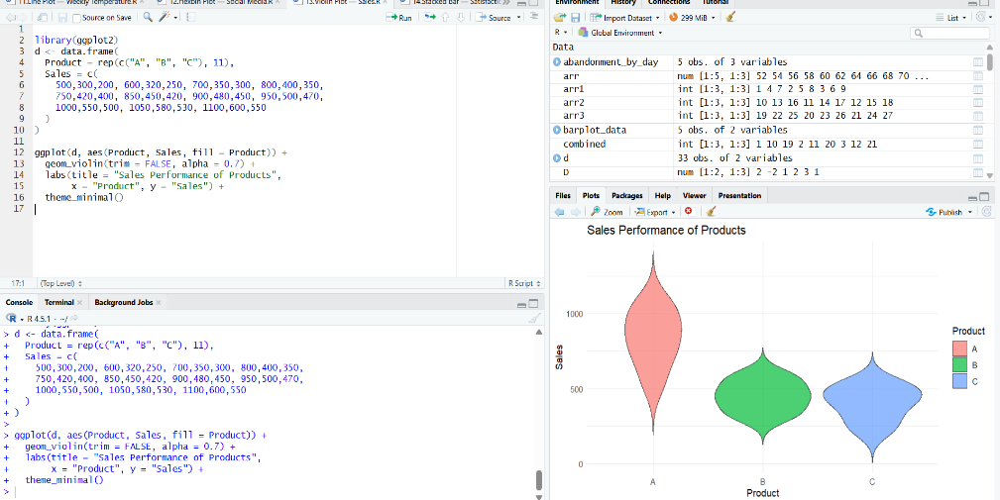 11.Line Plot — Weekly Temperature.R
12.hexbin Plot — Social Media.R
13.Violin Plot — Sales.R
14.Stacked Bar — Satisfactic
Source on Save
Run
Source
1
2 library(ggplot2)
3 d <- data.frame(
4 Product = rep(c("A", "B", "C"), 11),
5 Sales = c(
6 500,300,200, 600,320,250, 700,350,300, 800,400,350,
7 750,420,400, 850,450,420, 900,480,450, 950,500,470,
8 1000,550,500, 1050,580,530, 1100,600,550
9 )
10 )
11
12 ggplot(d, aes(Product, Sales, fill = Product)) +
13 geom_violin(trim = FALSE, alpha = 0.7) +
14 labs(title = "Sales Performance of Products",
15 x = "Product", y = "Sales") +
16 theme_minimal()
17
17:1 (Top Level) R Script
Console Terminal Background Jobs
R 4.5.1 · ~/
> d <- data.frame(
+ Product = rep(c("A", "B", "C"), 11),
+ Sales = c(
+ 500,300,200, 600,320,250, 700,350,300, 800,400,350,
+ 750,420,400, 850,450,420, 900,480,450, 950,500,470,
+ 1000,550,500, 1050,580,530, 1100,600,550
+ )
+ )
>
> ggplot(d, aes(Product, Sales, fill = Product)) +
+ geom_violin(trim = FALSE, alpha = 0.7) +
+ labs(title = "Sales Performance of Products",
+ x = "Product", y = "Sales") +
+ theme_minimal()
>
Environment History Connections Tutorial
Import Dataset 299 MiB List
R Global Environment
Data
abandonment_by_day 5 obs. of 3 variables
arr num [1:5, 1:3] 52 54 56 58 60 62 64 66 68 70 ...
arr1 int [1:3, 1:3] 1 4 7 2 5 8 3 6 9
arr2 int [1:3, 1:3] 10 13 16 11 14 17 12 15 18
arr3 int [1:3, 1:3] 19 22 25 20 23 26 21 24 27
barplot_data 5 obs. of 2 variables
combined int [1:3, 1:3] 1 10 19 2 11 20 3 12 21
d 33 obs. of 2 variables
D num [1:2, 1:3] 2 -2 1 2 3 1
Files Plots Packages Help Viewer Presentation
Zoom Export Publish
Sales Performance of Products
1000
500
0
Sales
A B C
Product
Product
A
B
C